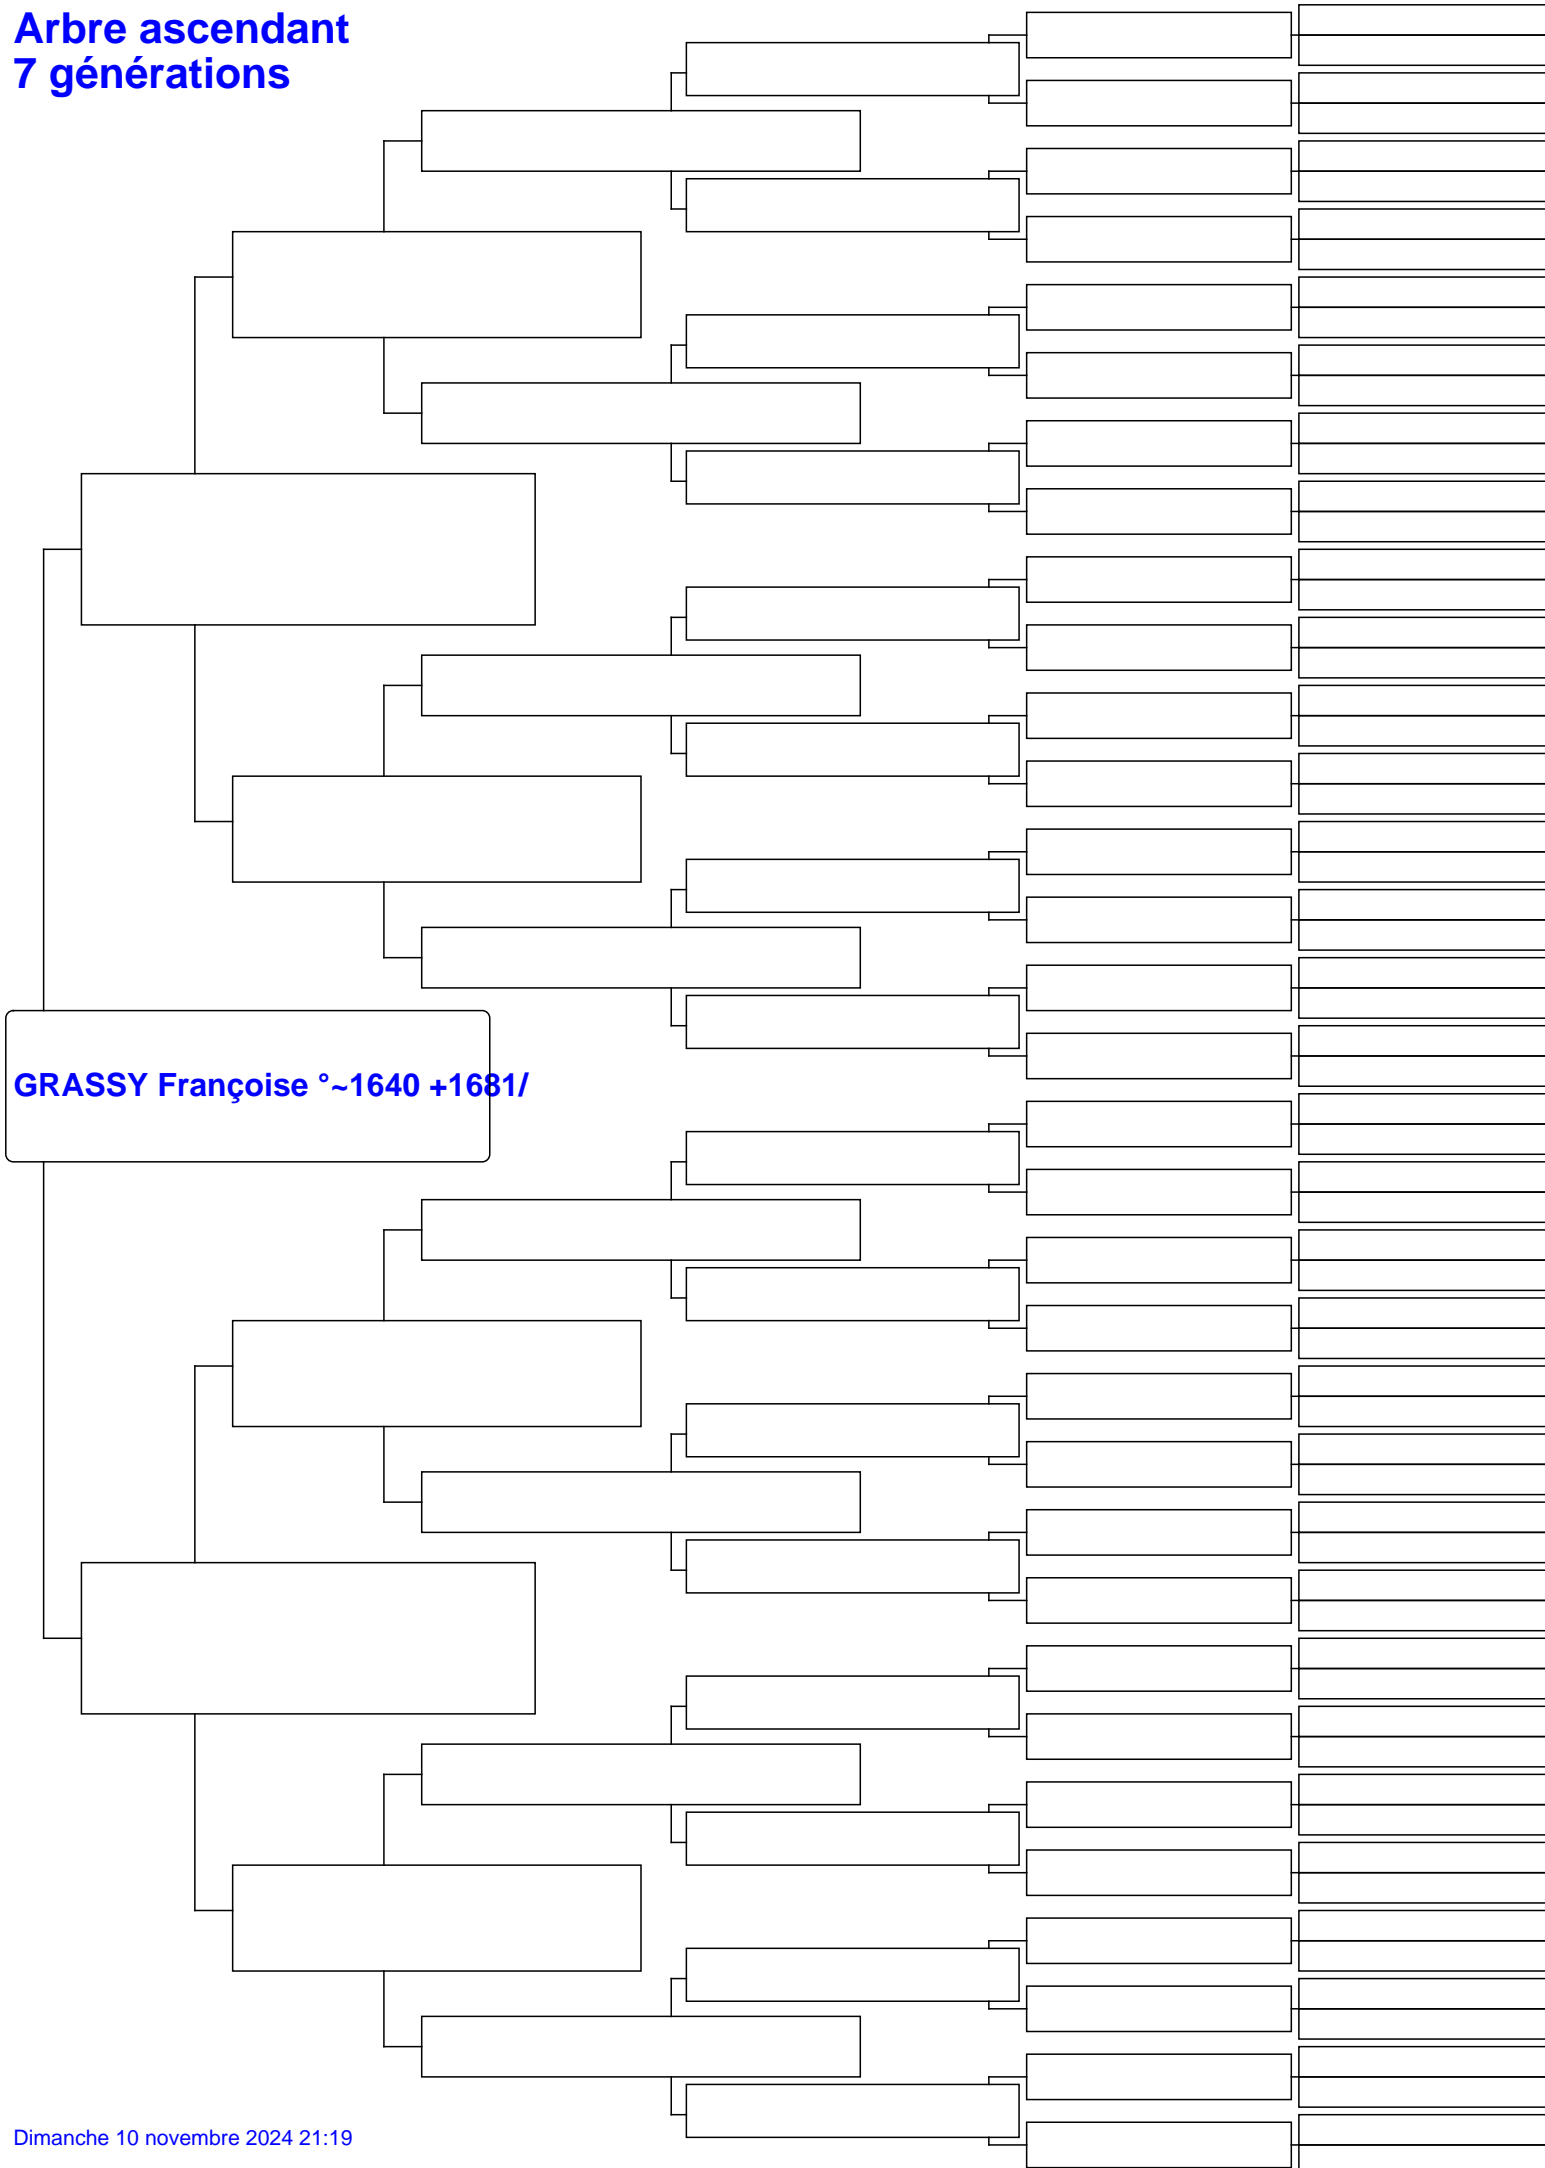 Arbre ascendant
7 générations
GRASSY Françoise °~1640 +1681/
Dimanche 10 novembre 2024 21:19